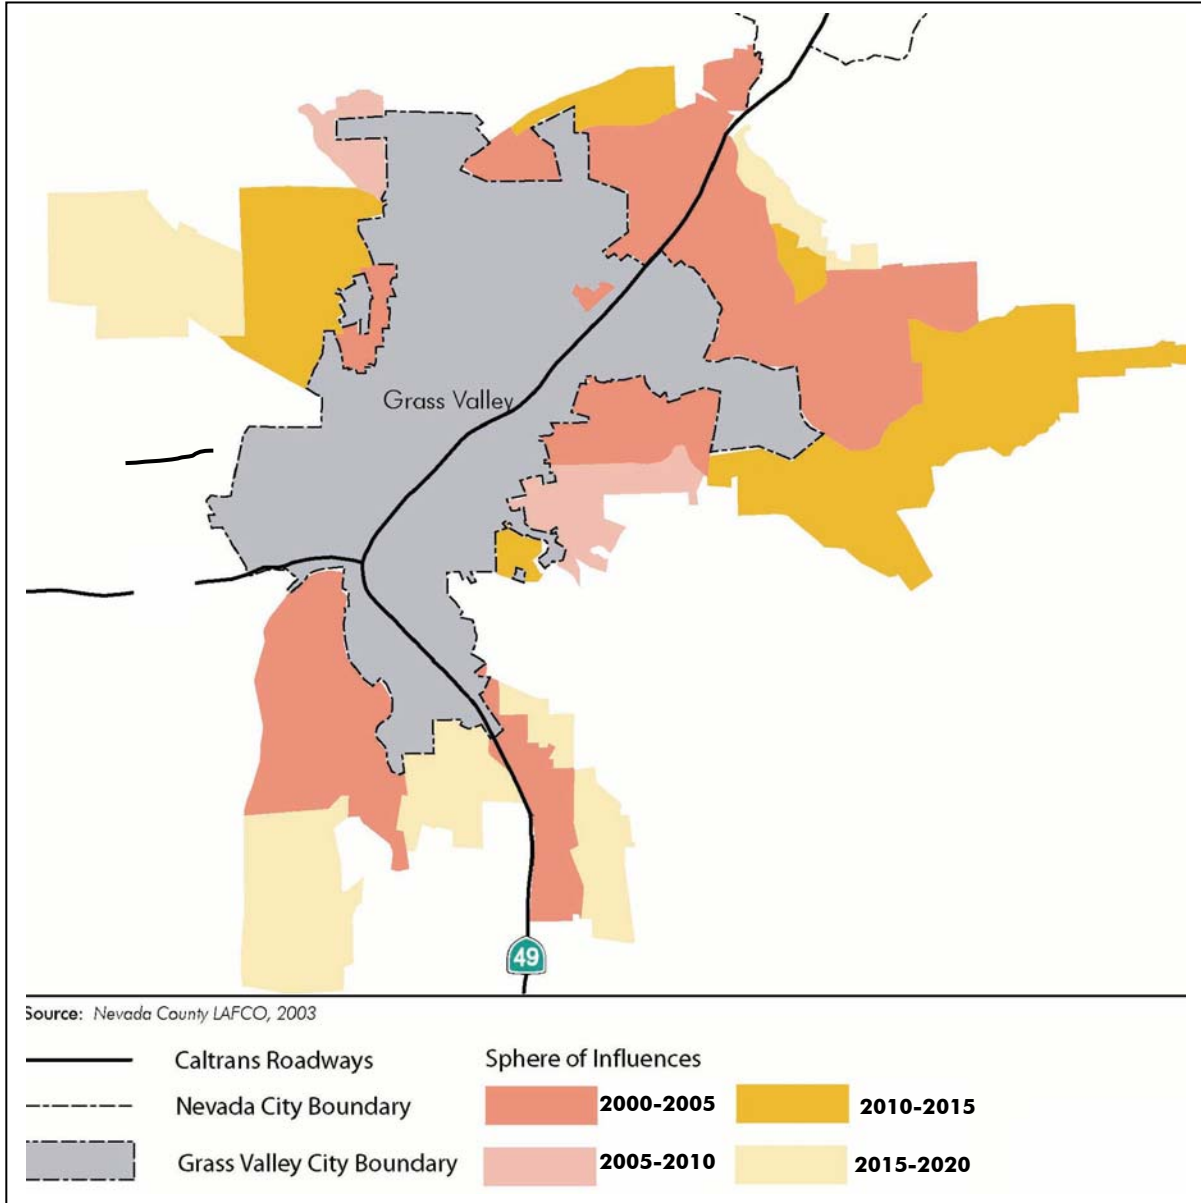 Grass Valley
49
Source: Nevada County LAFCO, 2003
Caltrans Roadways
Nevada City Boundary
Grass Valley City Boundary
Sphere of Influences
2000-2005
2010-2015
2005-2010
2015-2020